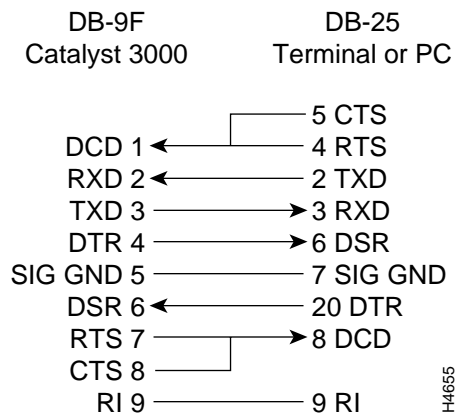 DB-9F DB-25
Catalyst 3000 Terminal or PC
5 CTS
DCD 1 4 RTS
RXD 2 2 TXD
TXD 3 3 RXD
DTR 4 6 DSR
SIG GND 5 7 SIG GND
DSR 6 20 DTR
RTS 7 8 DCD
CTS 8
RI 9 9 RI
H4655